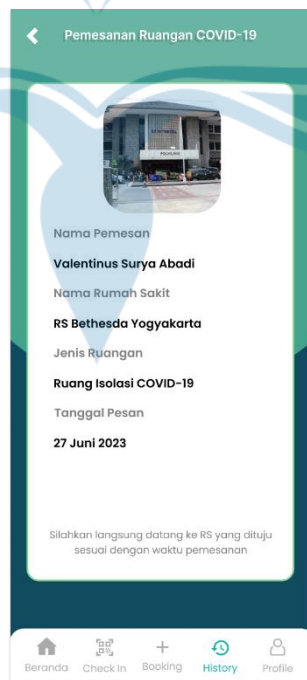 Pemesanan Ruangan COVID-19
Nama Pemesan
Valentinus Surya Abadi
Nama Rumah Sakit
RS Bethesda Yogyakarta
Jenis Ruangan
Ruang Isolasi COVID-19
Tanggal Pesan
27 Juni 2023
Silahkan langsung datang ke RS yang dituju
sesuai dengan waktu pemesanan
Beranda Check In Booking History Profile